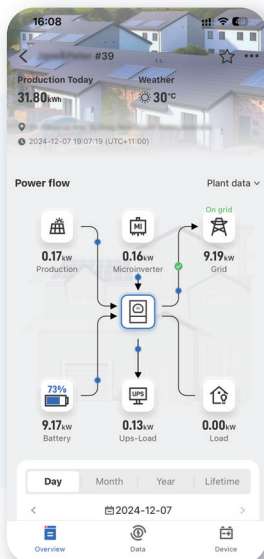 16:08
#39
Production Today
Weather
31.80kWh
30°C
2024-12-07 19:07:19 (UTC+11:00)
Power flow
Plant data
On grid
MI
0.17kW
0.16kW
9.19kW
Production
Microinverter
Grid
73%
UPS
9.17kW
0.13kW
0.00kW
Battery
Ups-Load
Load
Day
Month
Year
Lifetime
2024-12-07
Overview
Data
Device